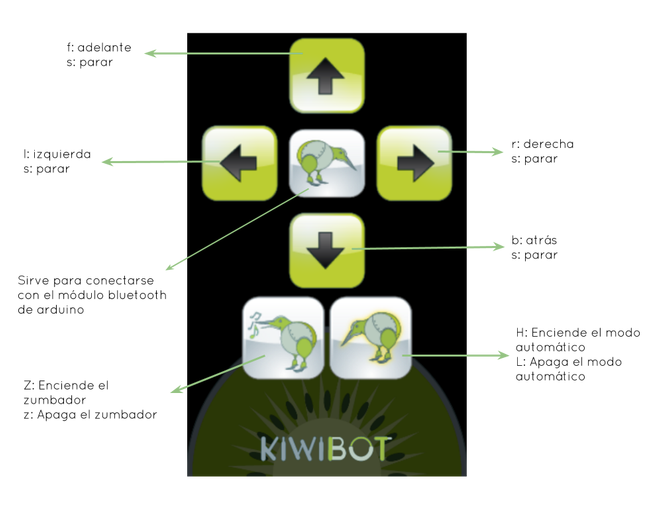 f: adelante
s: parar
l: izquierda
s: parar
r: derecha
s: parar
b: atrás
s: parar
Sirve para conectarse
con el módulo bluetooth
de arduino
H: Enciende el modo
automático
L: Apaga el modo
automático
Z: Enciende el
zumbador
z: Apaga el zumbador
KIWIBOT